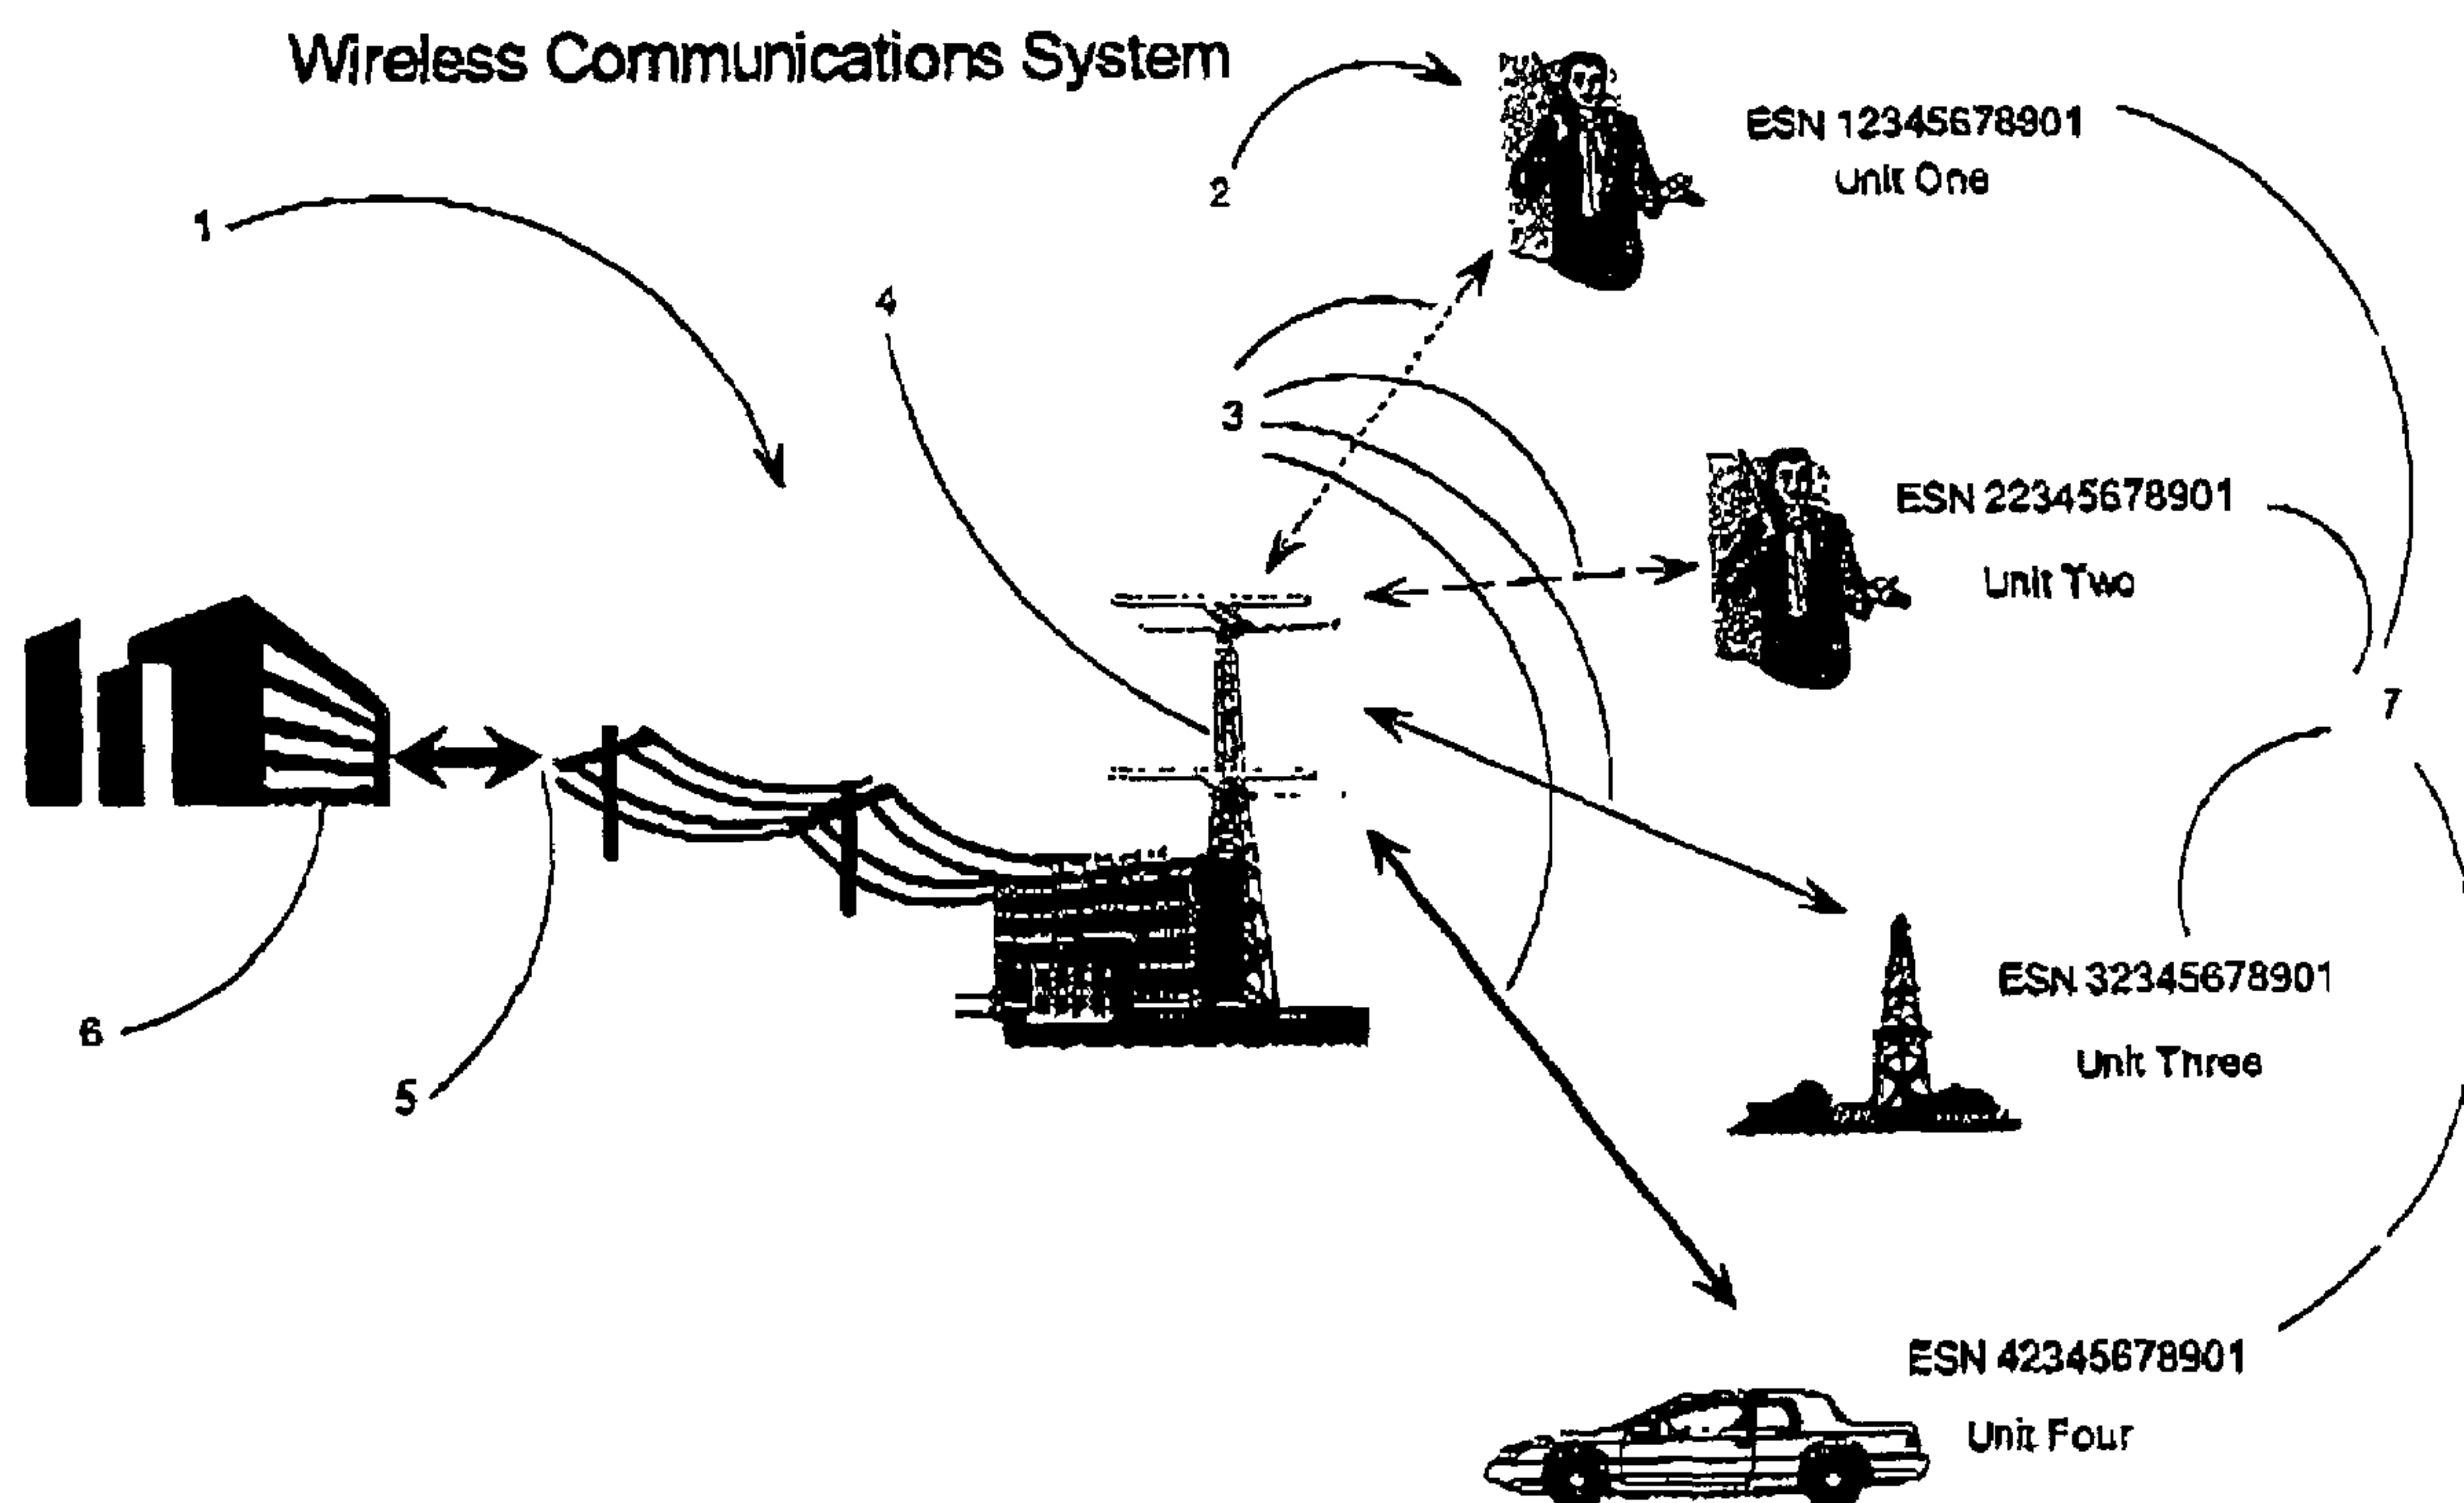 Wireless Communications System
2
ESN 12345678901
Unit One
1
4
3
ESN 22345678901
Unit Two
7
ESN 32345678901
6
Unit Three
5
ESN 42345678901
Unit Four